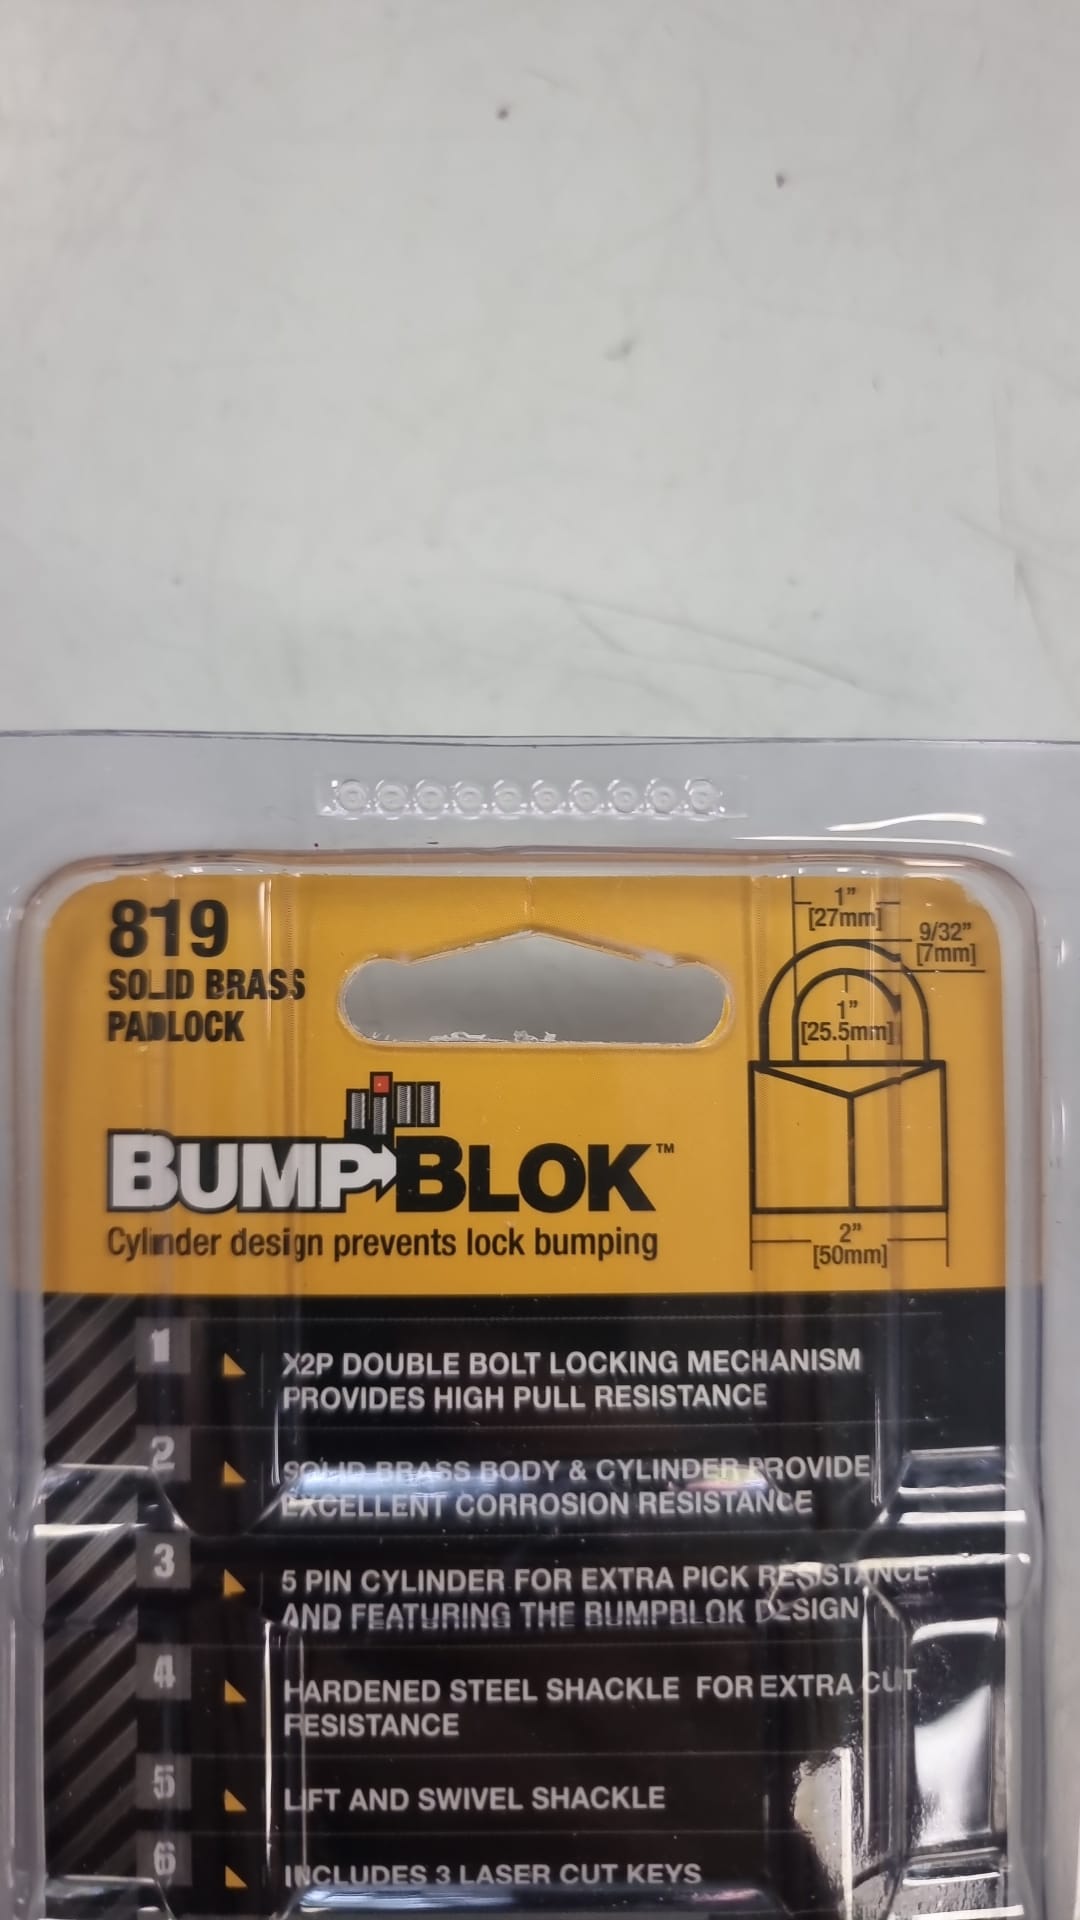 819
SOLID BRASS
PADLOCK
1"
[27mm]
9/32"
[7mm]
1"
[25.5mm]
BUMP BLOK™
Cylinder design prevents lock bumping
2"
[50mm]
1
X2P DOUBLE BOLT LOCKING MECHANISM
PROVIDES HIGH PULL RESISTANCE
2
SOLID BRASS BODY & CYLINDER PROVIDE
EXCELLENT CORROSION RESISTANCE
3
5 PIN CYLINDER FOR EXTRA PICK RESISTANCE
AND FEATURING THE BUMPBLOK DESIGN
4
HARDENED STEEL SHACKLE FOR EXTRA CUT
RESISTANCE
5
LIFT AND SWIVEL SHACKLE
6
INCLUDES 3 LASER CUT KEYS